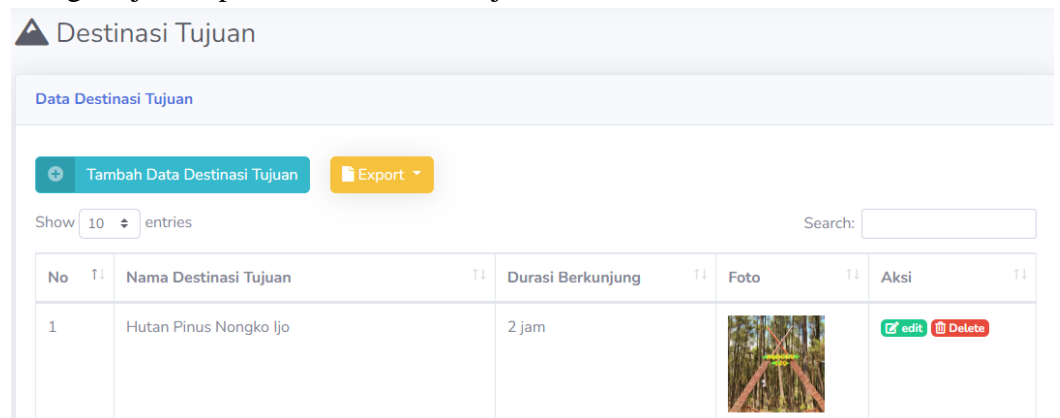 Destinasi Tujuan
Data Destinasi Tujuan
Tambah Data Destinasi Tujuan Export
Show 10 entries Search:
No Nama Destinasi Tujuan Durasi Berkunjung Foto Aksi
1 Hutan Pinus Nongko Ijo 2 jam edit Delete